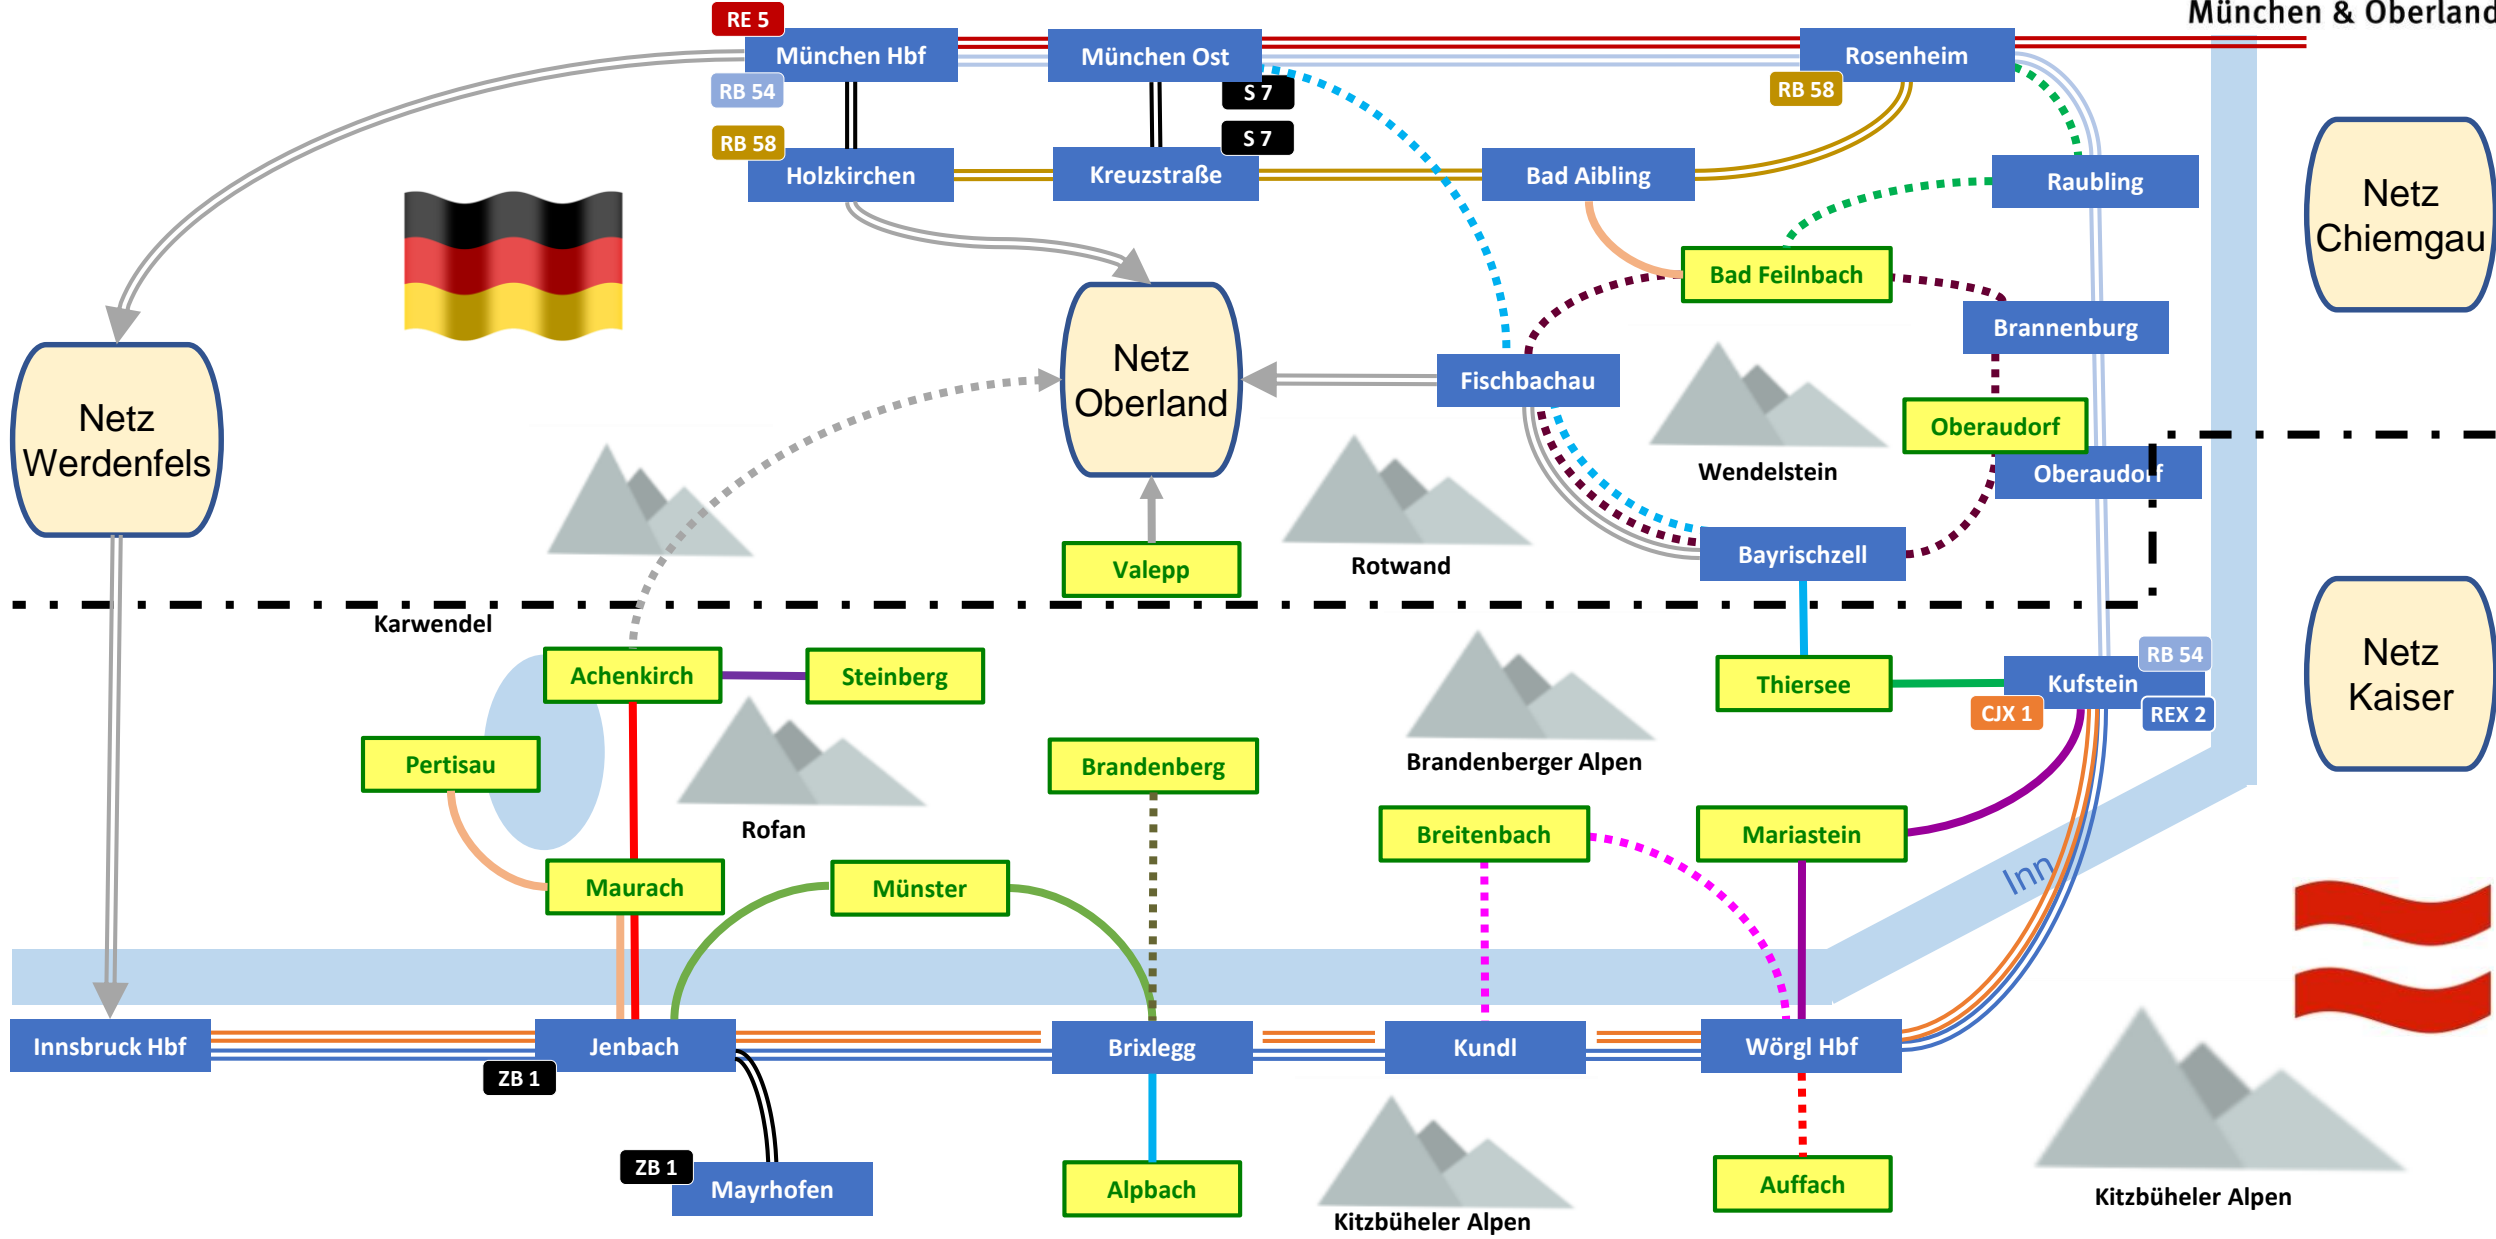 München & Oberland
RE 5
München Hbf
München Ost
Rosenheim
RB 54
S 7
RB 58
RB 58
S 7
Holzkirchen
Kreuzstraße
Bad Aibling
Raubling
Netz
Chiemgau
Bad Feilnbach
Brannenburg
Netz
Oberland
Fischbachau
Netz
Werdenfels
Oberaudorf
Wendelstein
Oberaudorf
Rotwand
Bayrischzell
Valepp
Karwendel
Achenkirch
Steinberg
Thiersee
Kufstein
RB 54
CJX 1
REX 2
Netz
Kaiser
Pertisau
Brandenberg
Brandenberger Alpen
Rofan
Breitenbach
Mariastein
Maurach
Münster
Inn
Innsbruck Hbf
Jenbach
Brixlegg
Kundl
Wörgl Hbf
ZB 1
ZB 1
Mayrhofen
Alpbach
Auffach
Kitzbüheler Alpen
Kitzbüheler Alpen